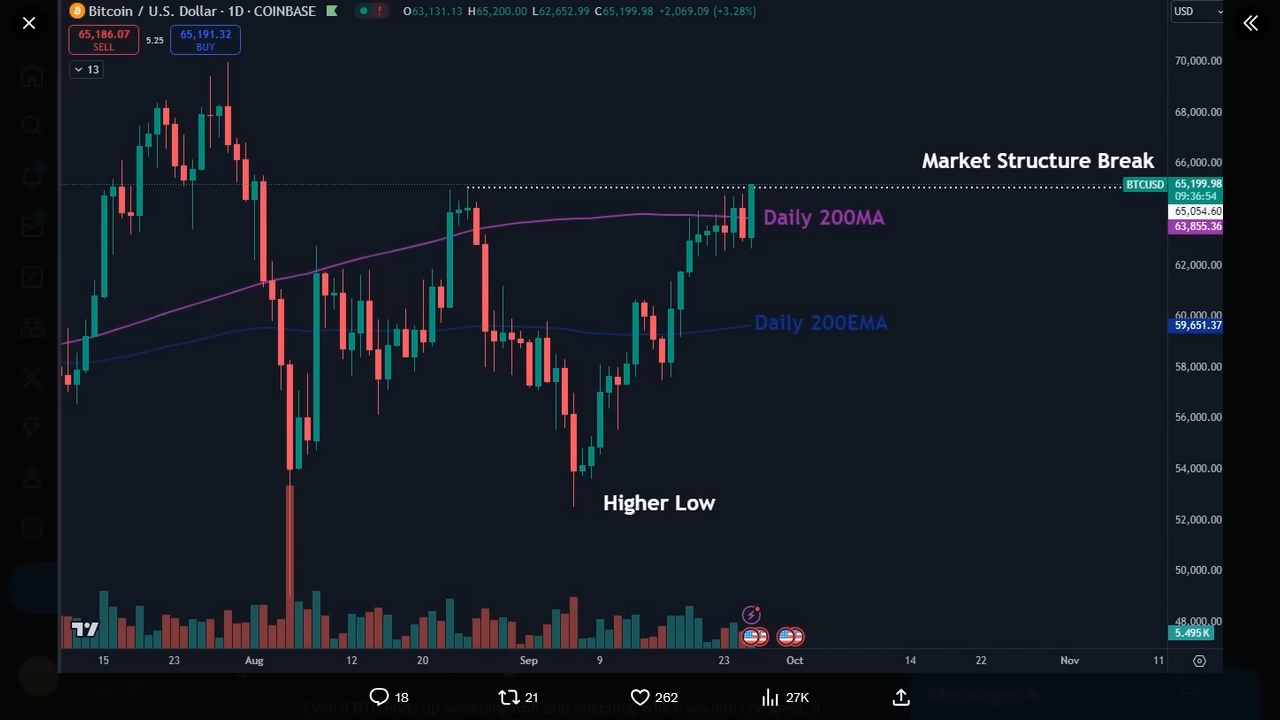 Bitcoin / U.S. Dollar · 1D · COINBASE
O63,131.13 H65,200.00 L62,652.99 C65,199.98 +2,069.09 (+3.28%)
USD
65,186.07
SELL
5.25
65,191.32
BUY
13
70,000.00
68,000.00
66,000.00
Market Structure Break
BTCUSD
65,199.98
09:36:54
65,054.60
63,855.36
Daily 200MA
62,000.00
60,000.00
Daily 200EMA
59,651.37
58,000.00
56,000.00
54,000.00
Higher Low
52,000.00
50,000.00
48,000.00
5.495K
15 23 Aug 12 20 Sep 9 23 Oct 14 22 Nov 11
18 21 262 27K